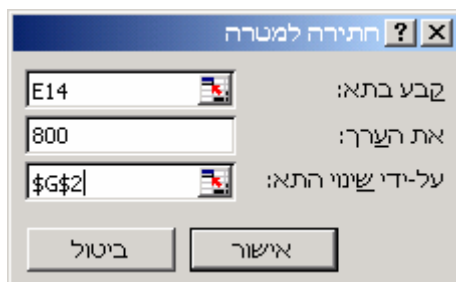 חתירה למטרה
קבע בתא: E14
את הערך: 800
על-ידי שינוי התא: $G$2
אישור ביטול